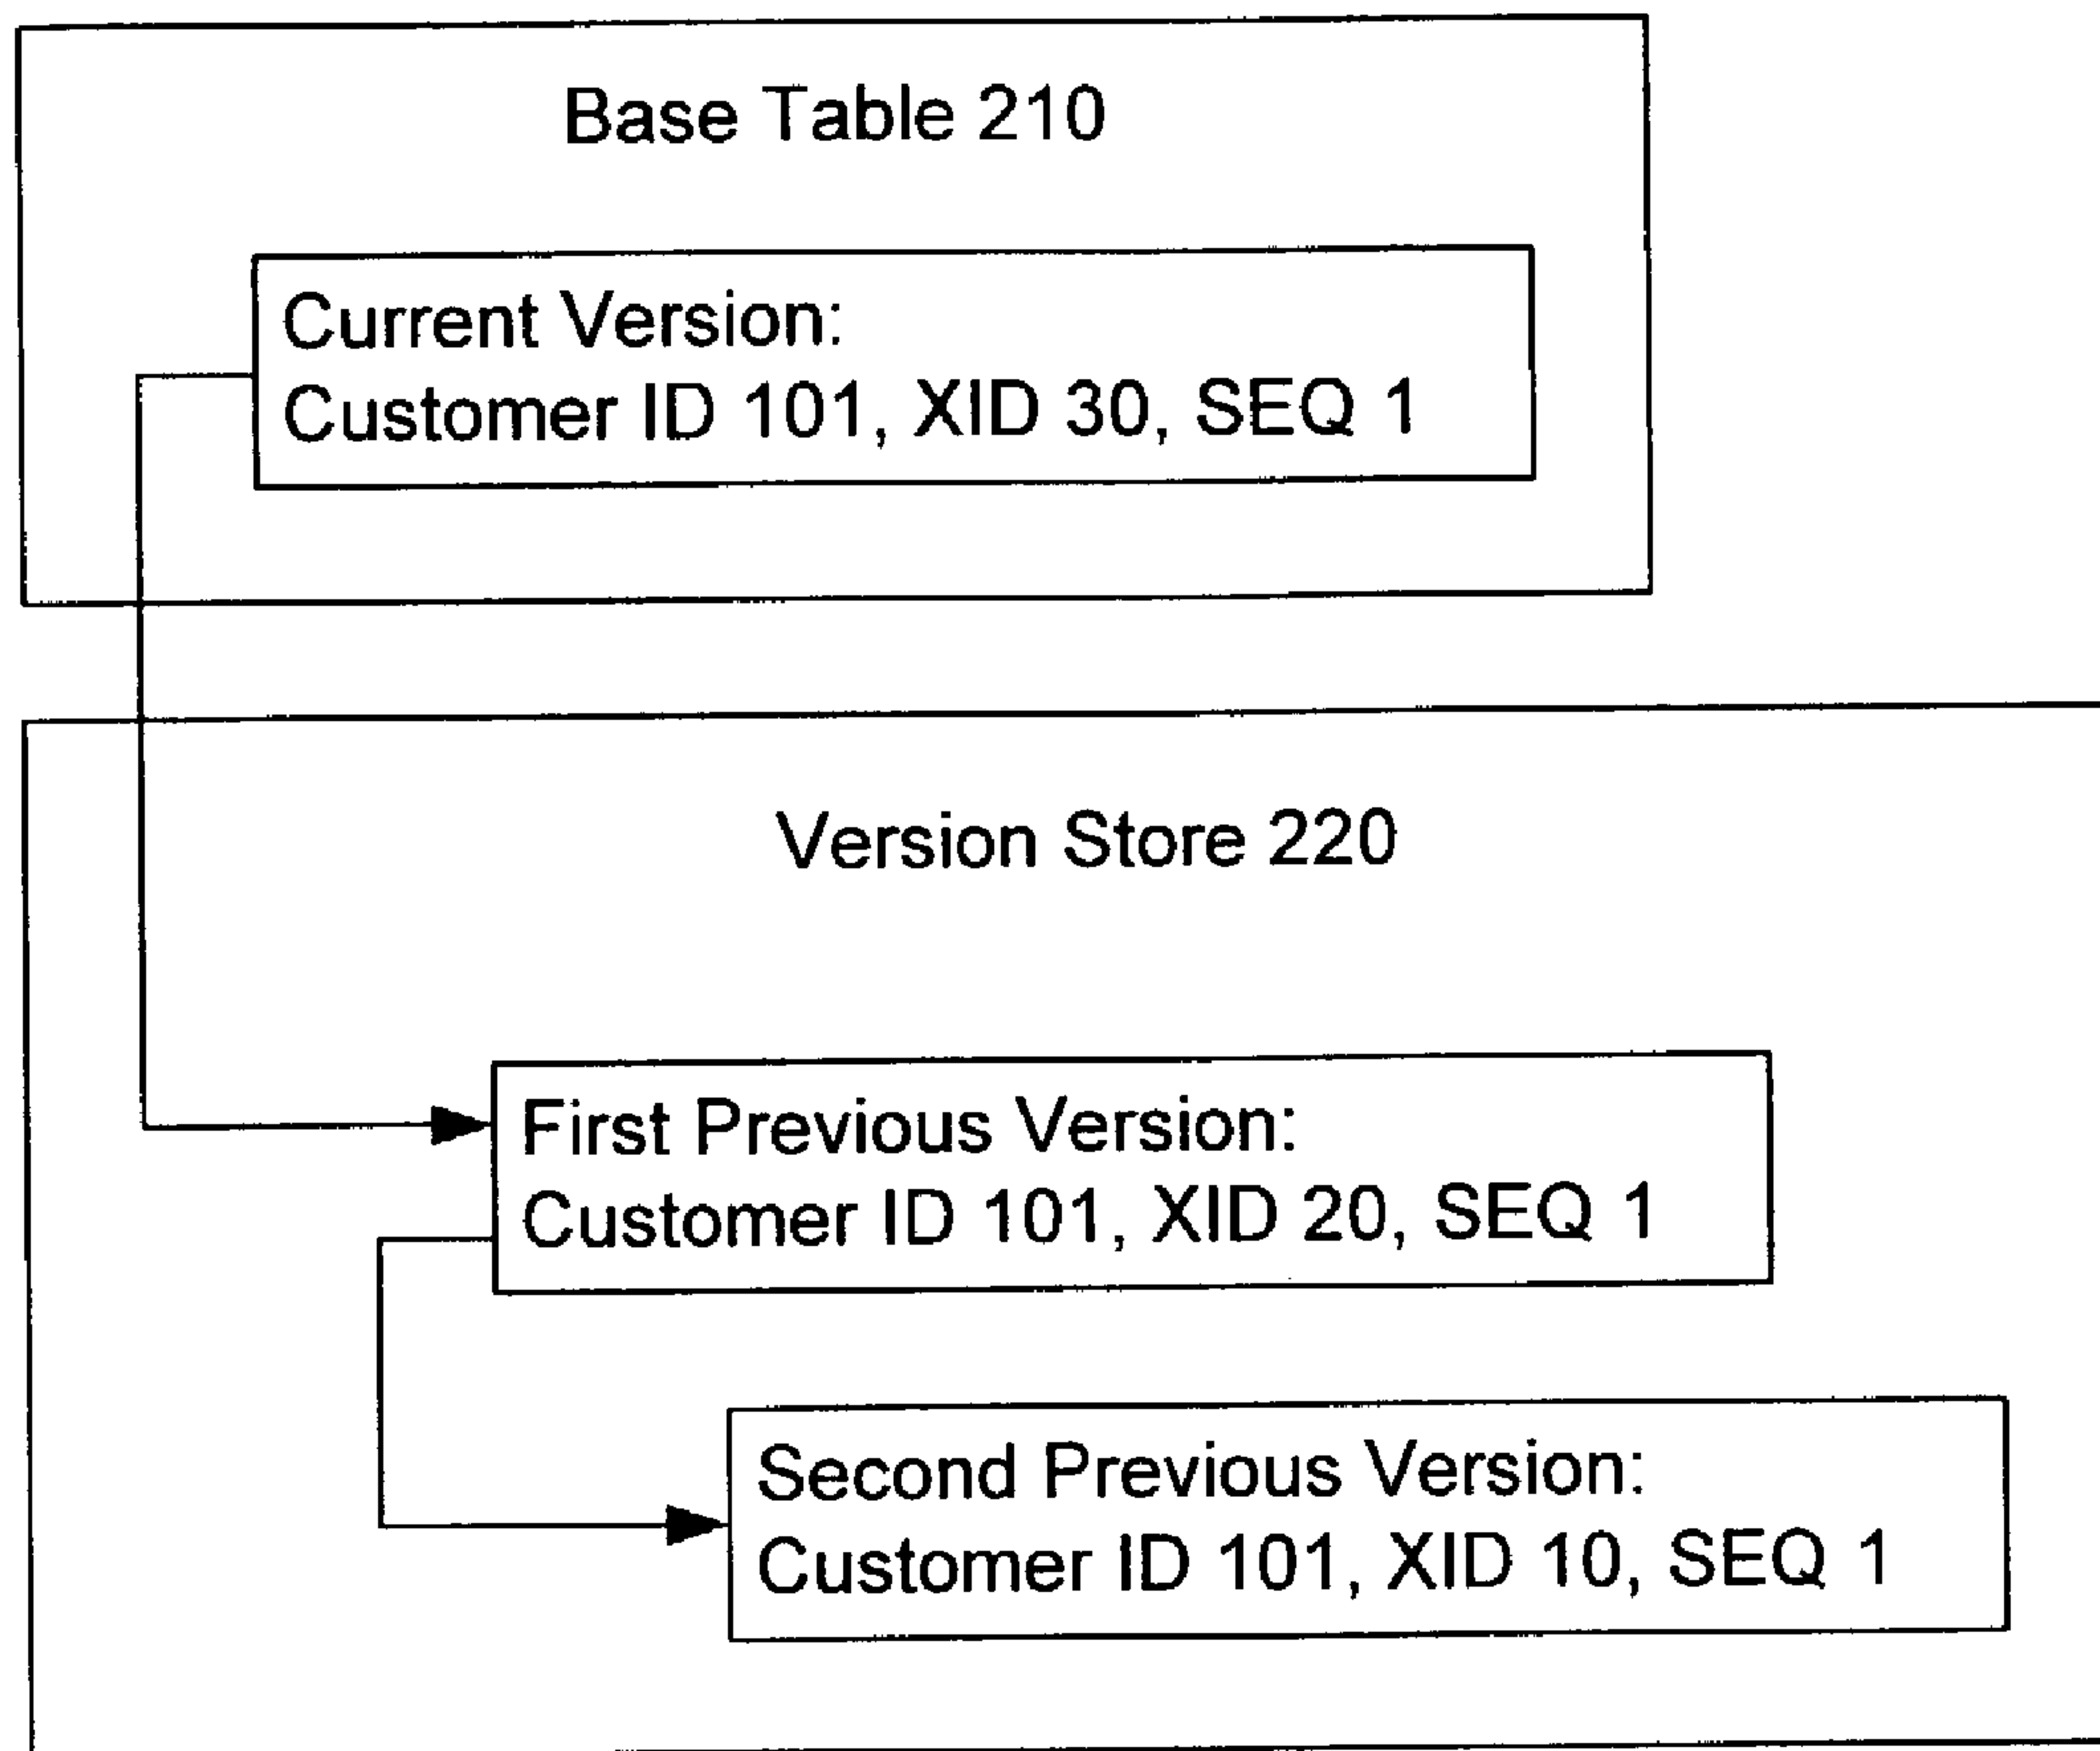 Base Table 210
Current Version:
Customer ID 101, XID 30, SEQ 1
Version Store 220
First Previous Version:
Customer ID 101, XID 20, SEQ 1
Second Previous Version:
Customer ID 101, XID 10, SEQ 1